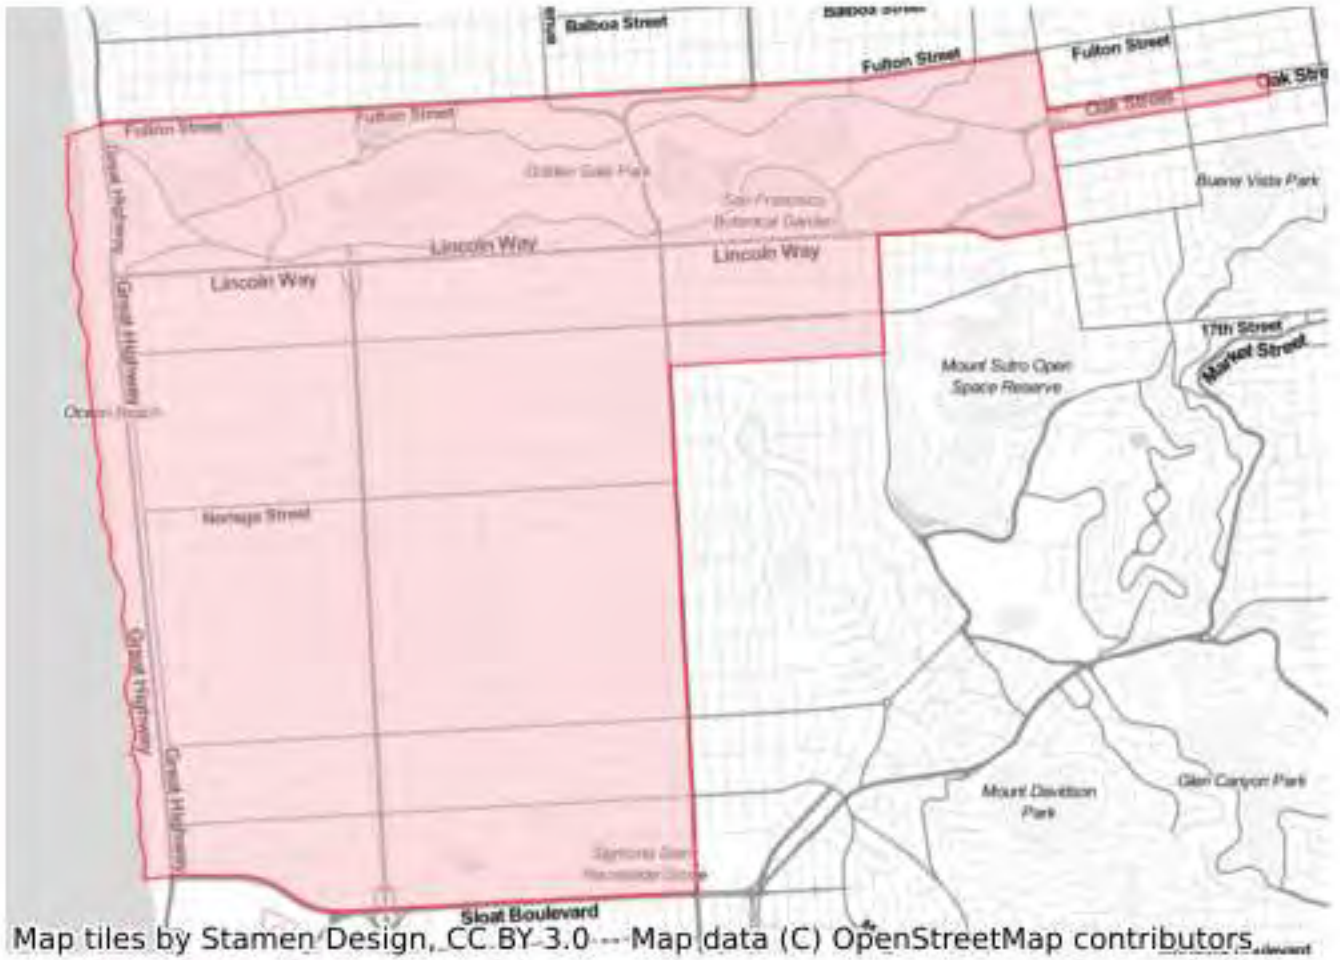 Balboa Street
Balboa Street
Fulton Street
Fulton Street
Oak Street
Oak Stre
Fulton Street
Fulton Street
Golden Gate Park
San Francisco
Botanical Garden
Buena Vista Park
Great Highway
Lincoln Way
Lincoln Way
Lincoln Way
Great Highway
17th Street
Market Street
Mount Sutro Open
Space Reserve
Ocean Beach
Noriega Street
Great Highway
Great Highway
Mount Davidson
Park
Glen Canyon Park
Sloat Boulevard
Map tiles by Stamen Design, CC BY 3.0 -- Map data (C) OpenStreetMap contributors